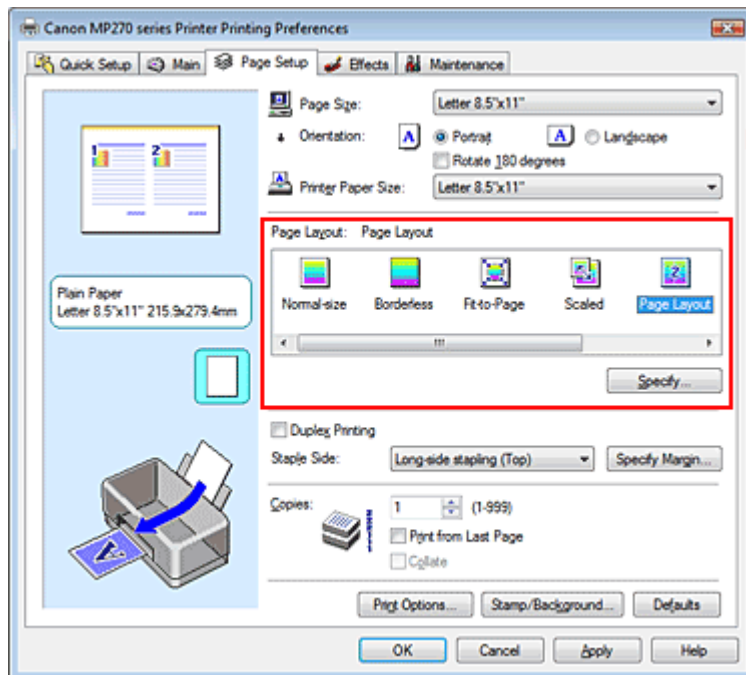 Canon MP270 series Printer Printing Preferences
Quick Setup Main Page Setup Effects Maintenance
Page Size: Letter 8.5"x11"
Orientation: A Portrait A Landscape
Rotate 180 degrees
Printer Paper Size: Letter 8.5"x11"
1 2
Page Layout: Page Layout
2
Normal-size Borderless Fit-to-Page Scaled Page Layout
Plain Paper
Letter 8.5"x11" 215.9x279.4mm
Specify...
Duplex Printing
Staple Side: Long-side stapling (Top) Specify Margin...
Copies: 1 (1-999)
Print from Last Page
Collate
A
Print Options... Stamp/Background... Defaults
OK Cancel Apply Help